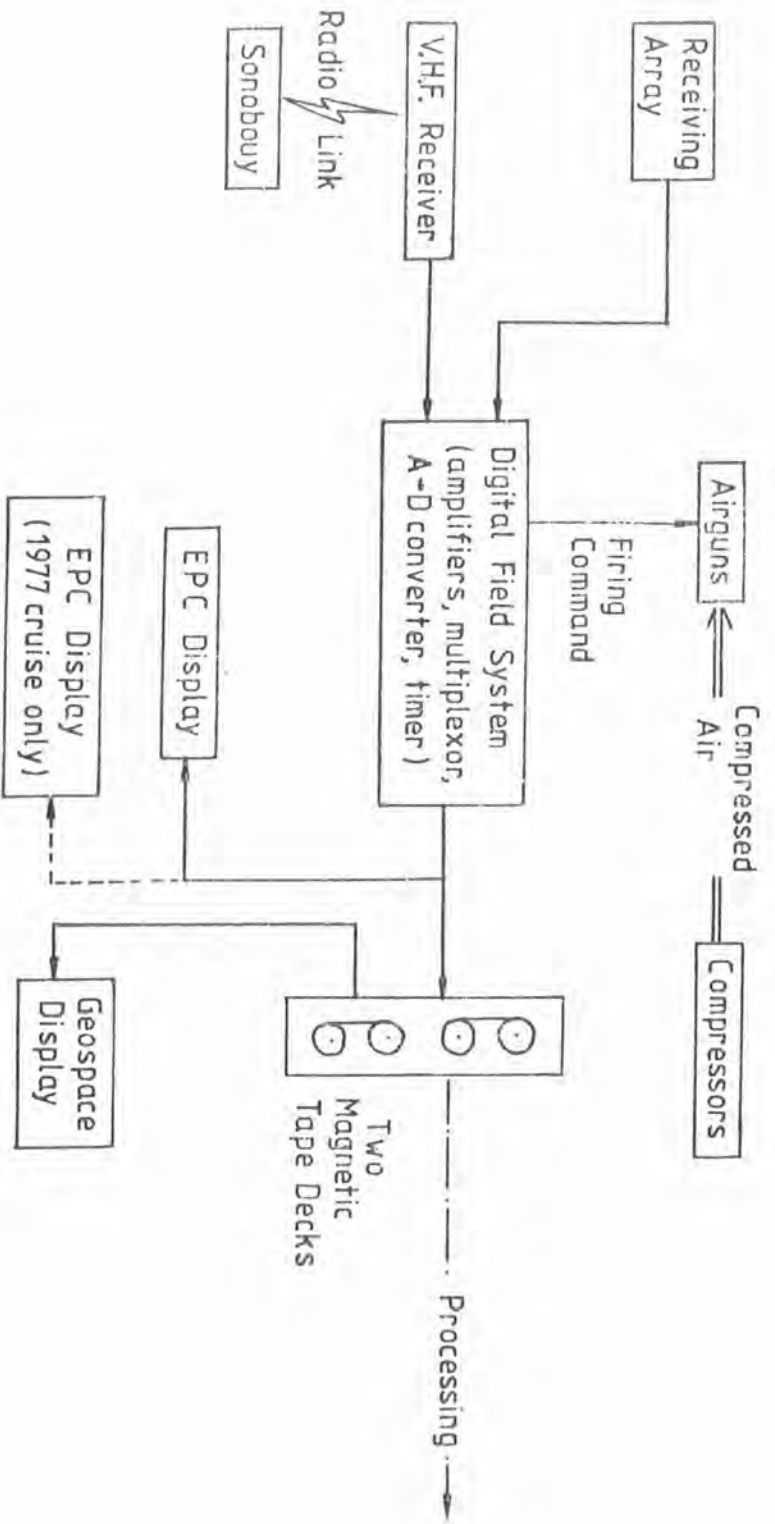 Receiving
Array
Airguns
Compressed
Air
Compressors
Firing
Command
V.H.F. Receiver
Digital Field System
(amplifiers, multiplexor,
A-D converter, timer)
Radio Link
Sonobouy
Two
Magnetic
Tape Decks
Processing
EPC Display
EPC Display
(1977 cruise only)
Geospace
Display